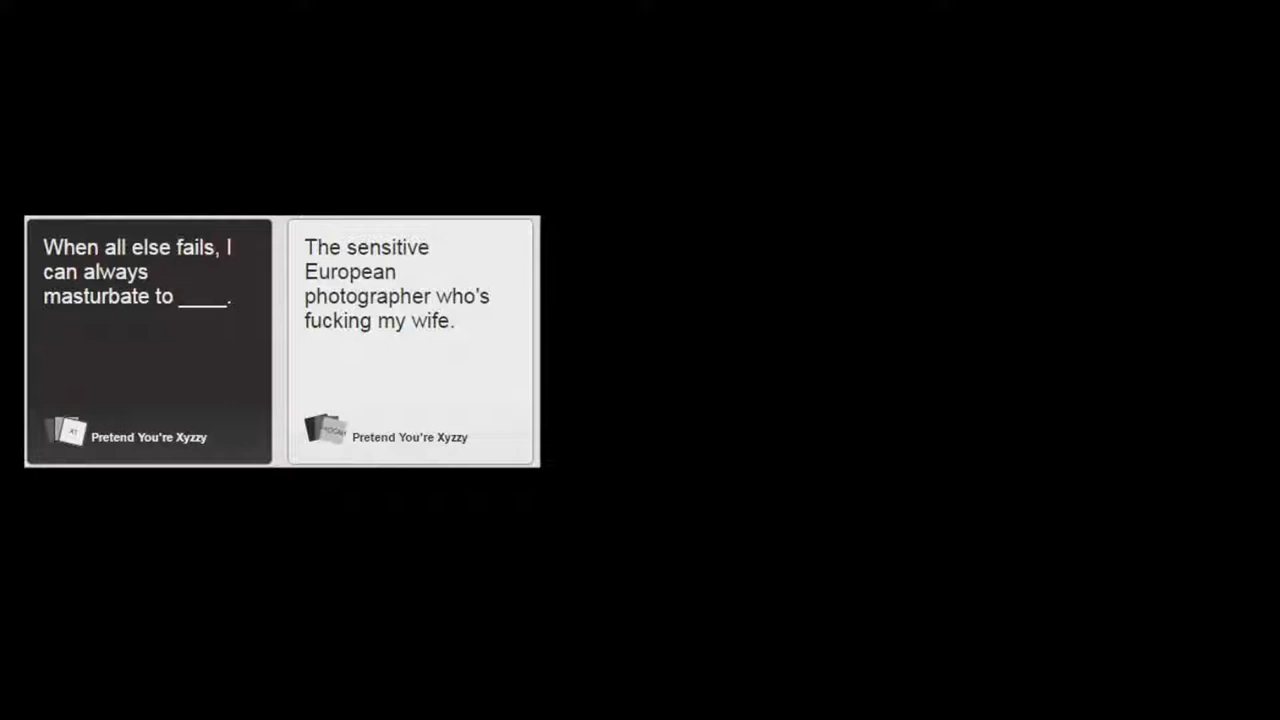 When all else fails, I
can always
masturbate to ____.
Pretend You're Xyzzy
The sensitive
European
photographer who's
fucking my wife.
Pretend You're Xyzzy